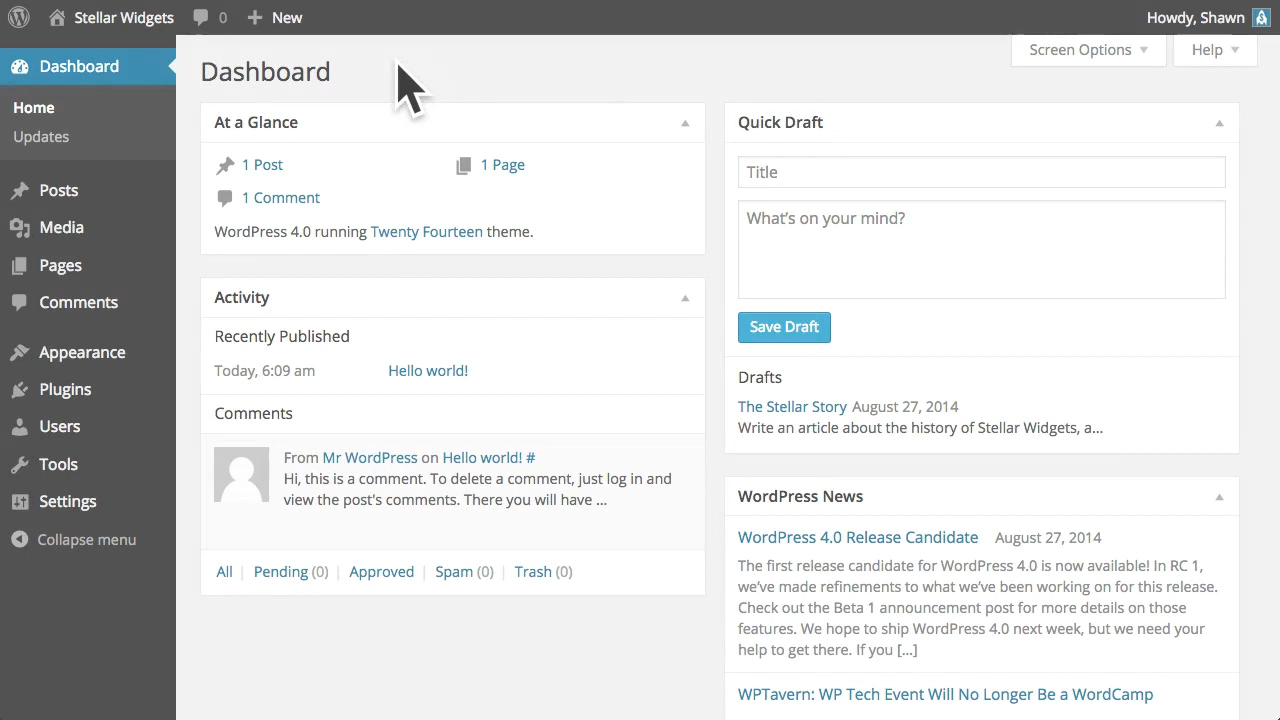 Stellar Widgets 0 New
Howdy, Shawn
Dashboard
Home
Updates
Posts
Media
Pages
Comments
Appearance
Plugins
Users
Tools
Settings
Collapse menu
Screen Options
Help
Dashboard
At a Glance
1 Post
1 Page
1 Comment
WordPress 4.0 running Twenty Fourteen theme.
Activity
Recently Published
Today, 6:09 am Hello world!
Comments
From Mr WordPress on Hello world! #
Hi, this is a comment. To delete a comment, just log in and
view the post's comments. There you will have ...
All | Pending (0) | Approved | Spam (0) | Trash (0)
Quick Draft
Title
What's on your mind?
Save Draft
Drafts
The Stellar Story August 27, 2014
Write an article about the history of Stellar Widgets, a...
WordPress News
WordPress 4.0 Release Candidate August 27, 2014
The first release candidate for WordPress 4.0 is now available! In RC 1,
we've made refinements to what we've been working on for this release.
Check out the Beta 1 announcement post for more details on those
features. We hope to ship WordPress 4.0 next week, but we need your
help to get there. If you [...]
WPTavern: WP Tech Event Will No Longer Be a WordCamp